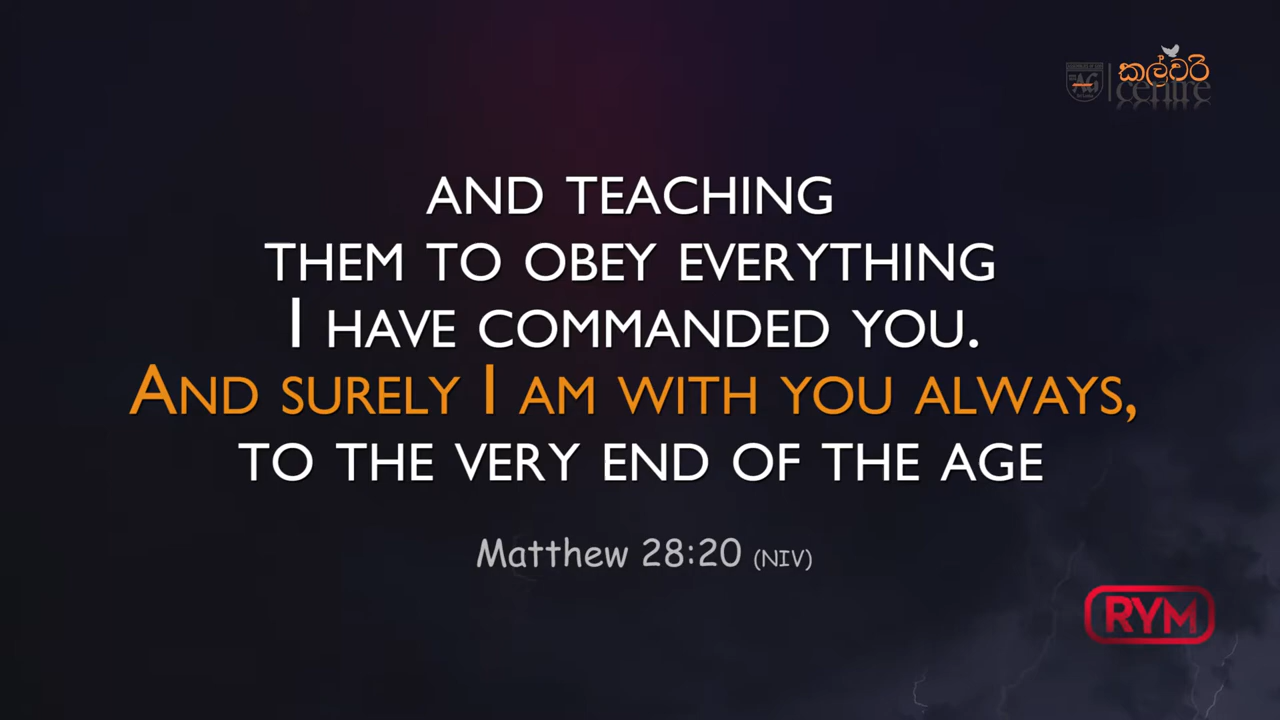 කල්වරි
centre
AND TEACHING
THEM TO OBEY EVERYTHING
I HAVE COMMANDED YOU.
AND SURELY I AM WITH YOU ALWAYS,
TO THE VERY END OF THE AGE
Matthew 28:20 (NIV)
RYM